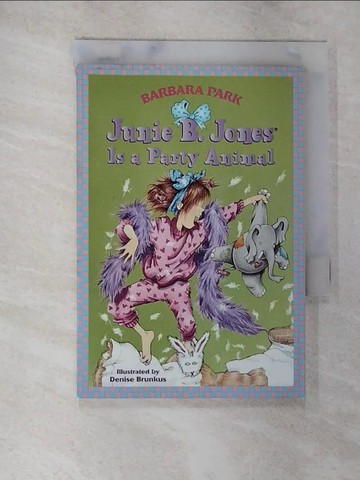 BARBARA PARK
Junie B. Jones®
Is a Party Animal
Illustrated by
Denise Brunkus